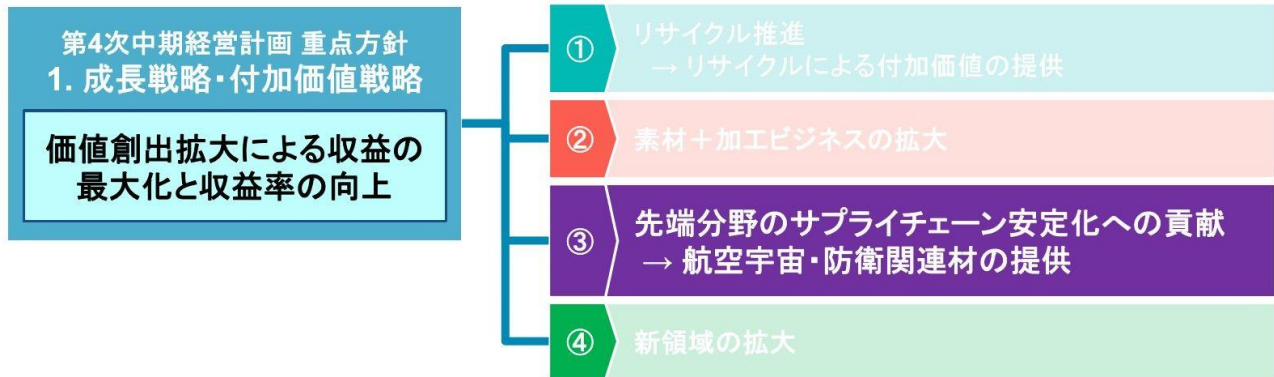 第4次中期経営計画 重点方針
1. 成長戦略・付加価値戦略
価値創出拡大による収益の
最大化と収益率の向上
① リサイクル推進
→ リサイクルによる付加価値の提供
② 素材＋加工ビジネスの拡大
③ 先端分野のサプライチェーン安定化への貢献
→ 航空宇宙・防衛関連材の提供
④ 新領域の拡大